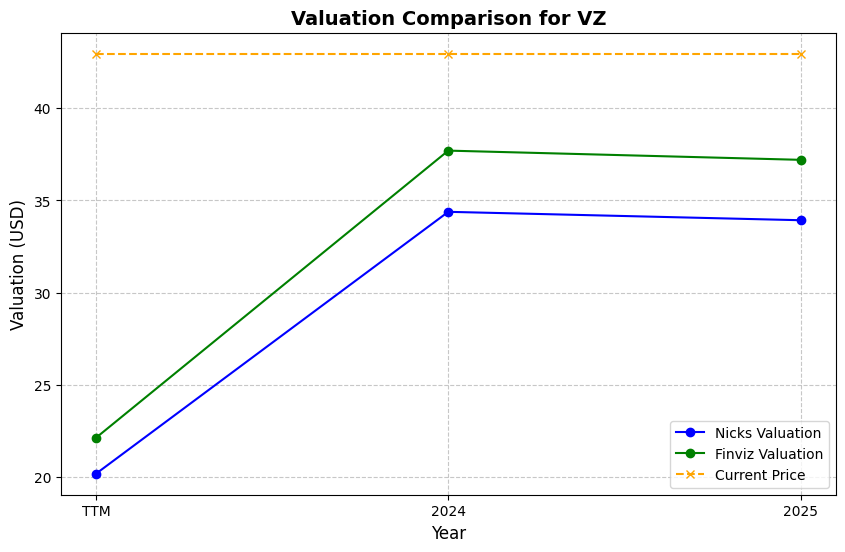 Valuation Comparison for VZ
Valuation (USD)
40
35
30
25
20
TTM
2024
2025
Year
Nicks Valuation
Finviz Valuation
Current Price